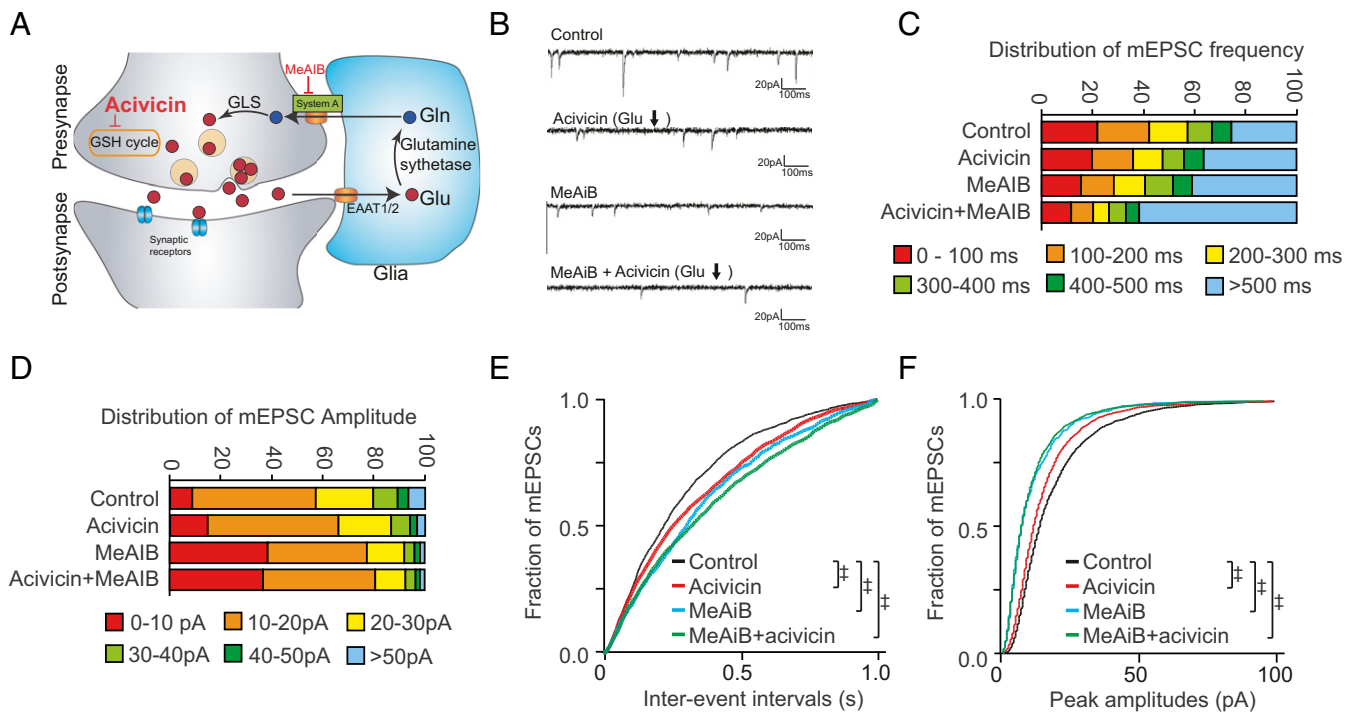 A
Presynapse
Postsynapse
Acivicin
GSH cycle
GLS
MeAIB
System A
Gln
Glutamine
sythetase
Glu
EAAT1/2
Synaptic
receptors
Glia
B
Control
20pA
100ms
Acivicin (Glu ↓)
20pA
100ms
MeAiB
20pA
100ms
MeAiB + Acivicin (Glu ↓)
20pA
100ms
C
Distribution of mEPSC frequency
0 20 40 60 80 100
Control
Acivicin
MeAIB
Acivicin+MeAIB
0 - 100 ms 100-200 ms 200-300 ms
300-400 ms 400-500 ms >500 ms
D
Distribution of mEPSC Amplitude
0 20 40 60 80 100
Control
Acivicin
MeAIB
Acivicin+MeAIB
0-10 pA 10-20pA 20-30pA
30-40pA 40-50pA >50pA
E
Fraction of mEPSCs
1.0
0.5
0.0
Control
Acivicin
MeAiB
MeAiB+acivicin
‡ ‡ ‡
0 0.5 1.0
Inter-event intervals (s)
F
Fraction of mEPSCs
1.0
0.5
0.0
Control
Acivicin
MeAiB
MeAiB+acivicin
‡ ‡ ‡
0 50 100
Peak amplitudes (pA)